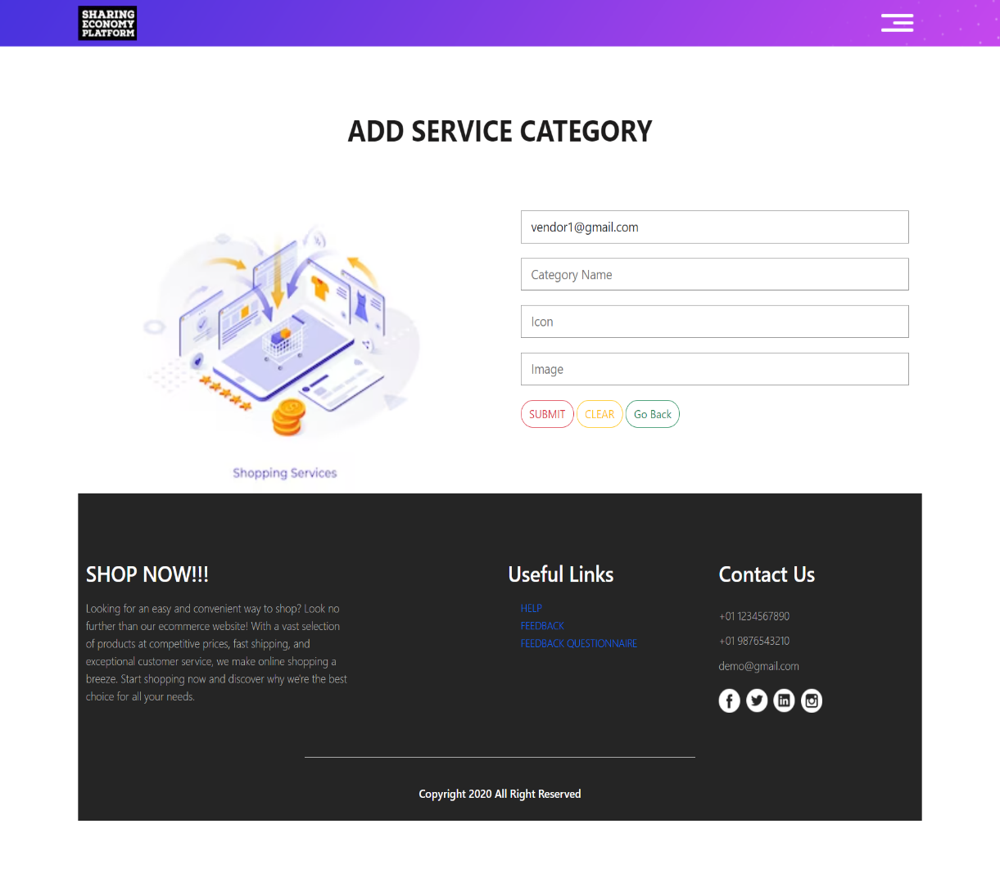 SHARING
ECONOMY
PLATFORM
ADD SERVICE CATEGORY
vendor1@gmail.com
Category Name
Icon
Image
SUBMIT CLEAR Go Back
Shopping Services
SHOP NOW!!!
Looking for an easy and convenient way to shop? Look no
further than our ecommerce website! With a vast selection
of products at competitive prices, fast shipping, and
exceptional customer service, we make online shopping a
breeze. Start shopping now and discover why we're the best
choice for all your needs.
Useful Links
HELP
FEEDBACK
FEEDBACK QUESTIONNAIRE
Contact Us
+01 1234567890
+01 9876543210
demo@gmail.com
Copyright 2020 All Right Reserved